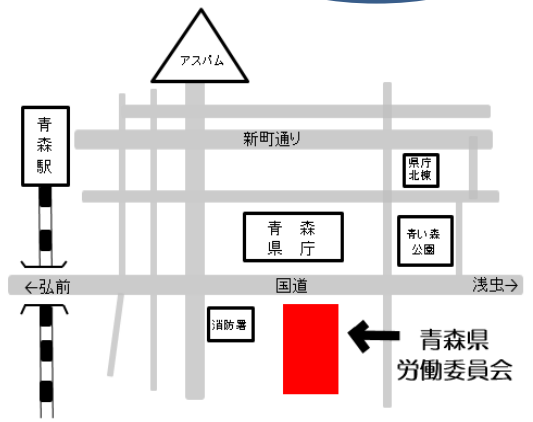 アスパム
青森駅
新町通り
県庁
北棟
青森
県庁
青い森
公園
←弘前
国道
浅虫→
消防署
青森県
労働委員会